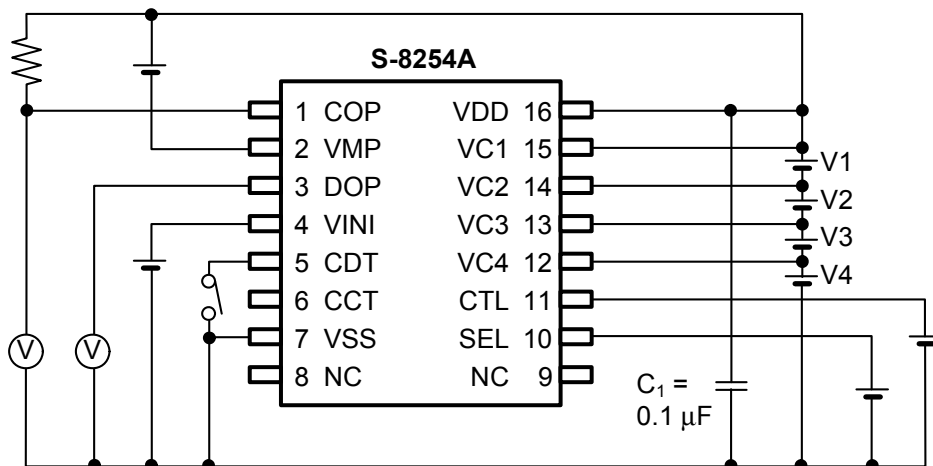 S-8254A
1 COP VDD 16
2 VMP VC1 15
3 DOP VC2 14
4 VINI VC3 13
5 CDT VC4 12
6 CCT CTL 11
7 VSS SEL 10
8 NC NC 9
V1
V2
V3
V4
V
V
C₁ =
0.1 μF